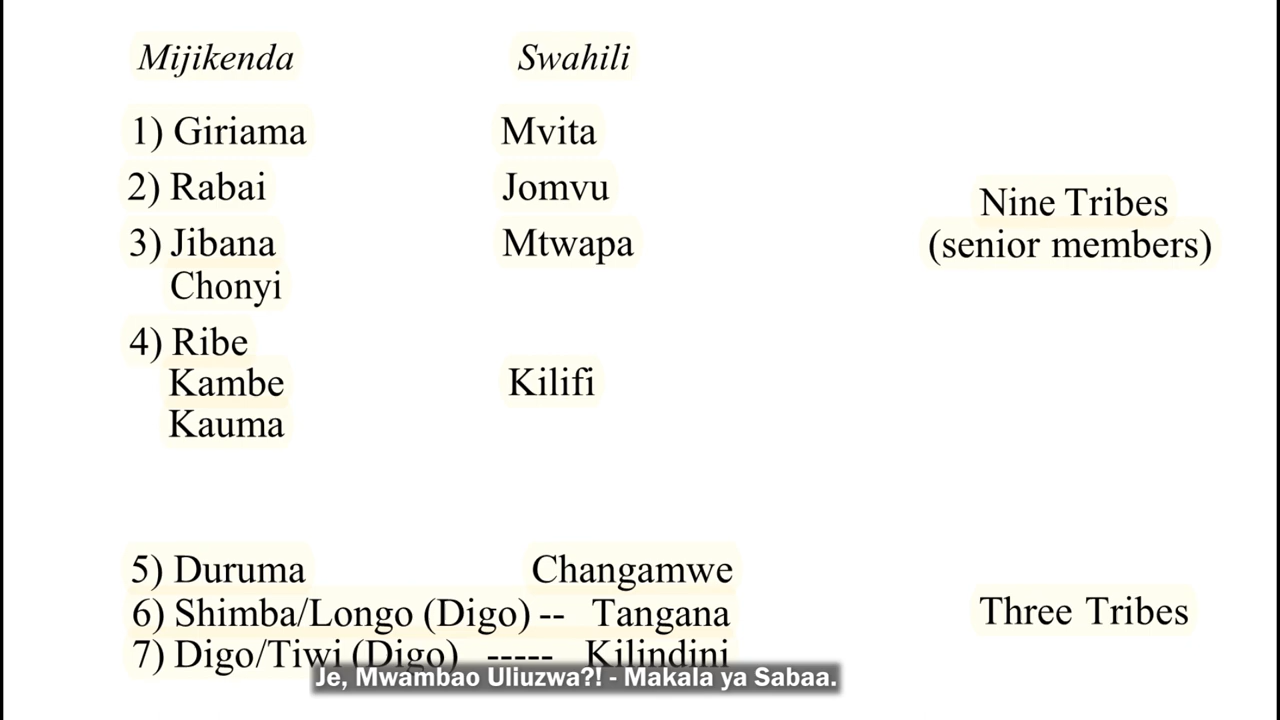 Mijikenda Swahili
1) Giriama Mvita
2) Rabai Jomvu
Nine Tribes
3) Jibana Mtwapa (senior members)
Chonyi
4) Ribe
Kambe Kilifi
Kauma
5) Duruma Changamwe
6) Shimba/Longo (Digo) -- Tangana Three Tribes
7) Digo/Tiwi (Digo) ----- Kilindini
Je, Mwambao Uliuzwa?! - Makala ya Sabaa.